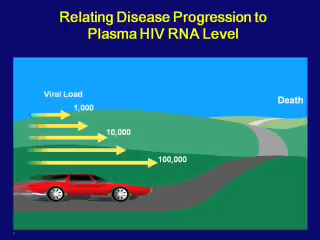 Relating Disease Progression to
Plasma HIV RNA Level
Viral Load
Death
1,000
10,000
100,000